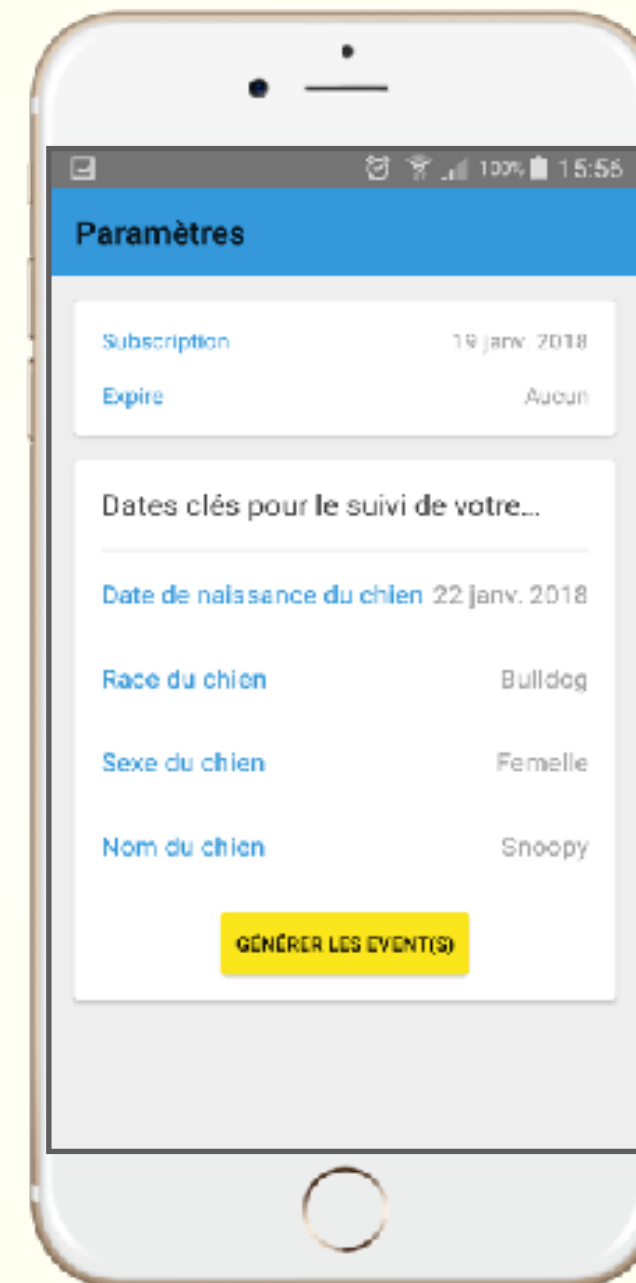 100% 15:56
Paramètres
Subscription 19 janv. 2018
Expire Aucun
Dates clés pour le suivi de votre...
Date de naissance du chien 22 janv. 2018
Race du chien Bulldog
Sexe du chien Femelle
Nom du chien Snoopy
GÉNÉRER LES EVENT(S)